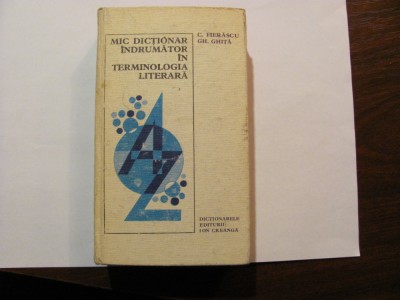 MIC DICȚIONAR
ÎNDRUMĂTOR
ÎN
TERMINOLOGIA
LITERARĂ
C. FIERĂSCU
GH. GHIȚĂ
A
Z
DICȚIONARELE
EDITURII
ION CREANGĂ